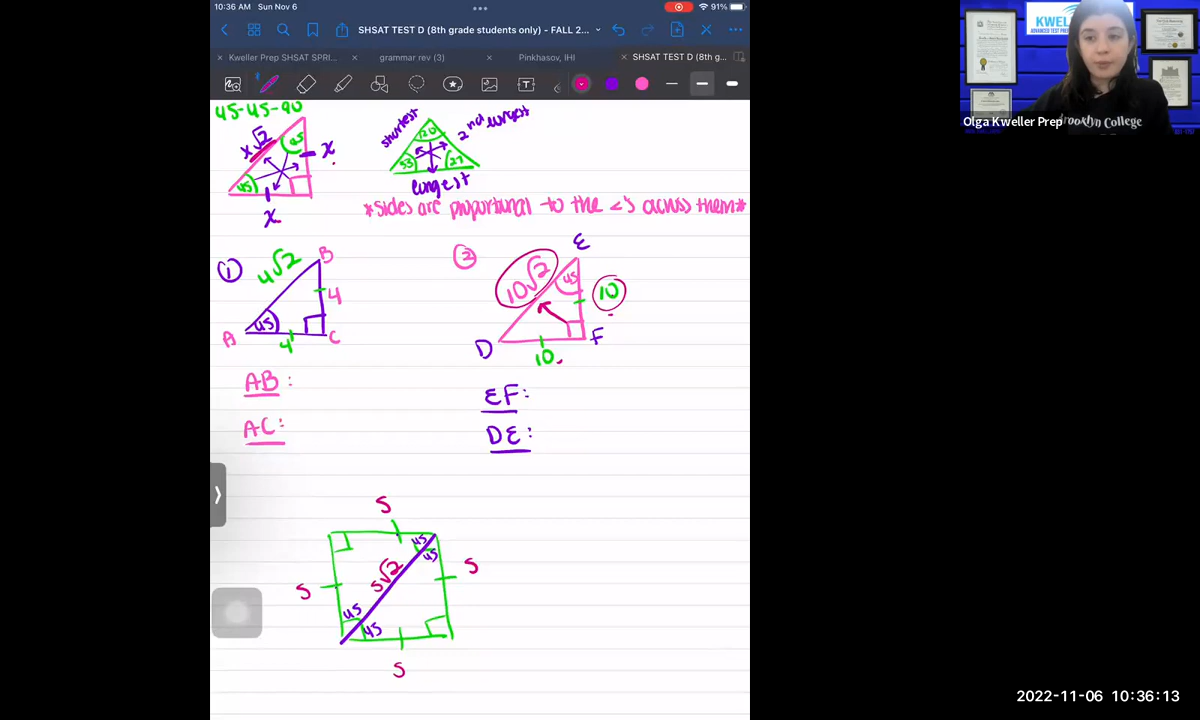 10:36 AM Sun Nov 6
91%
SHSAT TEST D (8th grade students only) - FALL 2...
Kweller Prep SHSAT SPRI...
grammar rev (3)
Pinkhasov, IHI
SHSAT TEST D (8th g...
45-45-90
x√2
45
x
45
x
shortest
120
2nd longest
33
27
longest
*sides are proportional to the <'s across them*
①
4√2
B
4
45
A
4
C
AB:
AC:
②
E
10√2
45
10
D
10
F
EF:
DE:
S
45
45
S
S√2
S
45
45
S
KWEL
ADVANCED TEST PREP
Brooklyn College
Olga Kweller Prep
2022-11-06 10:36:13